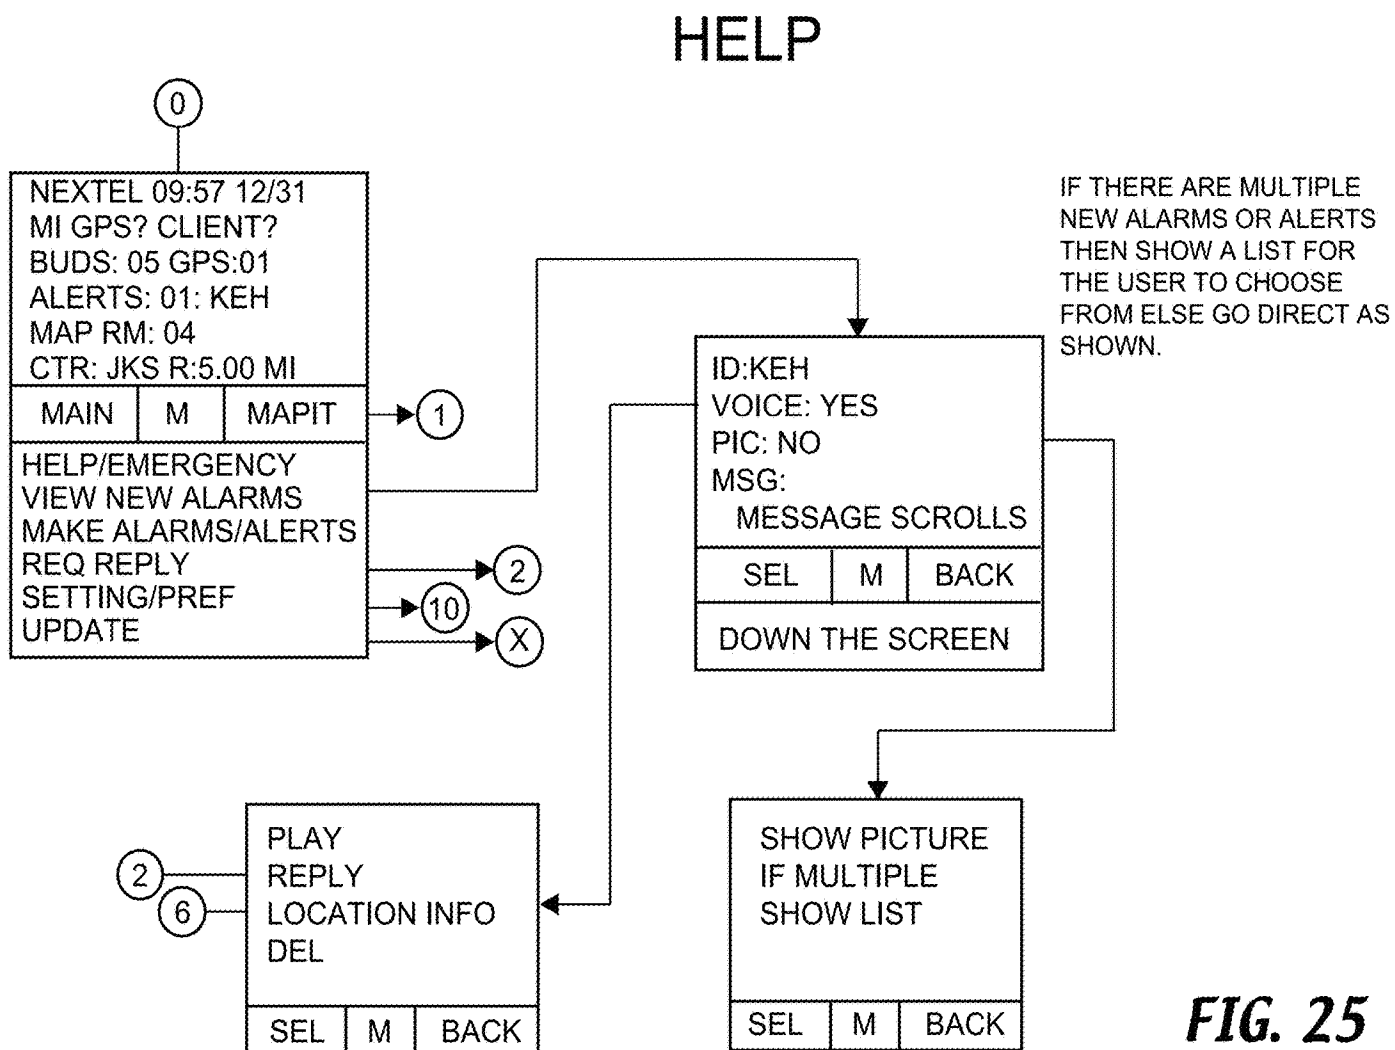 HELP
0
NEXTEL 09:57 12/31
MI GPS? CLIENT?
BUDS: 05 GPS:01
ALERTS: 01: KEH
MAP RM: 04
CTR: JKS R:5.00 MI
MAIN M MAPIT
1
HELP/EMERGENCY
VIEW NEW ALARMS
MAKE ALARMS/ALERTS
REQ REPLY
2
SETTING/PREF
10
UPDATE
X
IF THERE ARE MULTIPLE
NEW ALARMS OR ALERTS
THEN SHOW A LIST FOR
THE USER TO CHOOSE
FROM ELSE GO DIRECT AS
SHOWN.
ID:KEH
VOICE: YES
PIC: NO
MSG:
MESSAGE SCROLLS
SEL M BACK
DOWN THE SCREEN
PLAY
2
REPLY
6
LOCATION INFO
DEL
SEL M BACK
SHOW PICTURE
IF MULTIPLE
SHOW LIST
SEL M BACK
FIG. 25